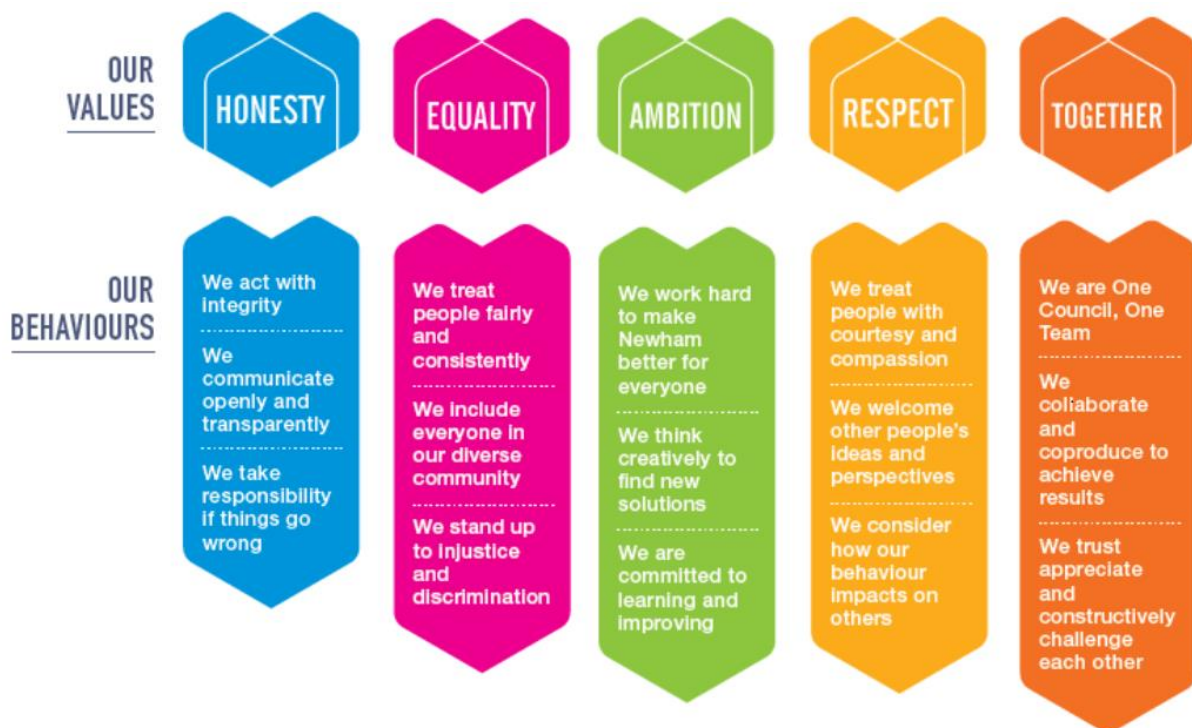 OUR
VALUES
HONESTY
EQUALITY
AMBITION
RESPECT
TOGETHER
OUR
BEHAVIOURS
We act with
integrity
We
communicate
openly and
transparently
We take
responsibility
if things go
wrong
We treat
people fairly
and
consistently
We include
everyone in
our diverse
community
We stand up
to injustice
and
discrimination
We work hard
to make
Newham
better for
everyone
We think
creatively to
find new
solutions
We are
committed to
learning and
improving
We treat
people with
courtesy and
compassion
We welcome
other people's
ideas and
perspectives
We consider
how our
behaviour
impacts on
others
We are One
Council, One
Team
We
collaborate
and
coproduce to
achieve
results
We trust
appreciate
and
constructively
challenge
each other